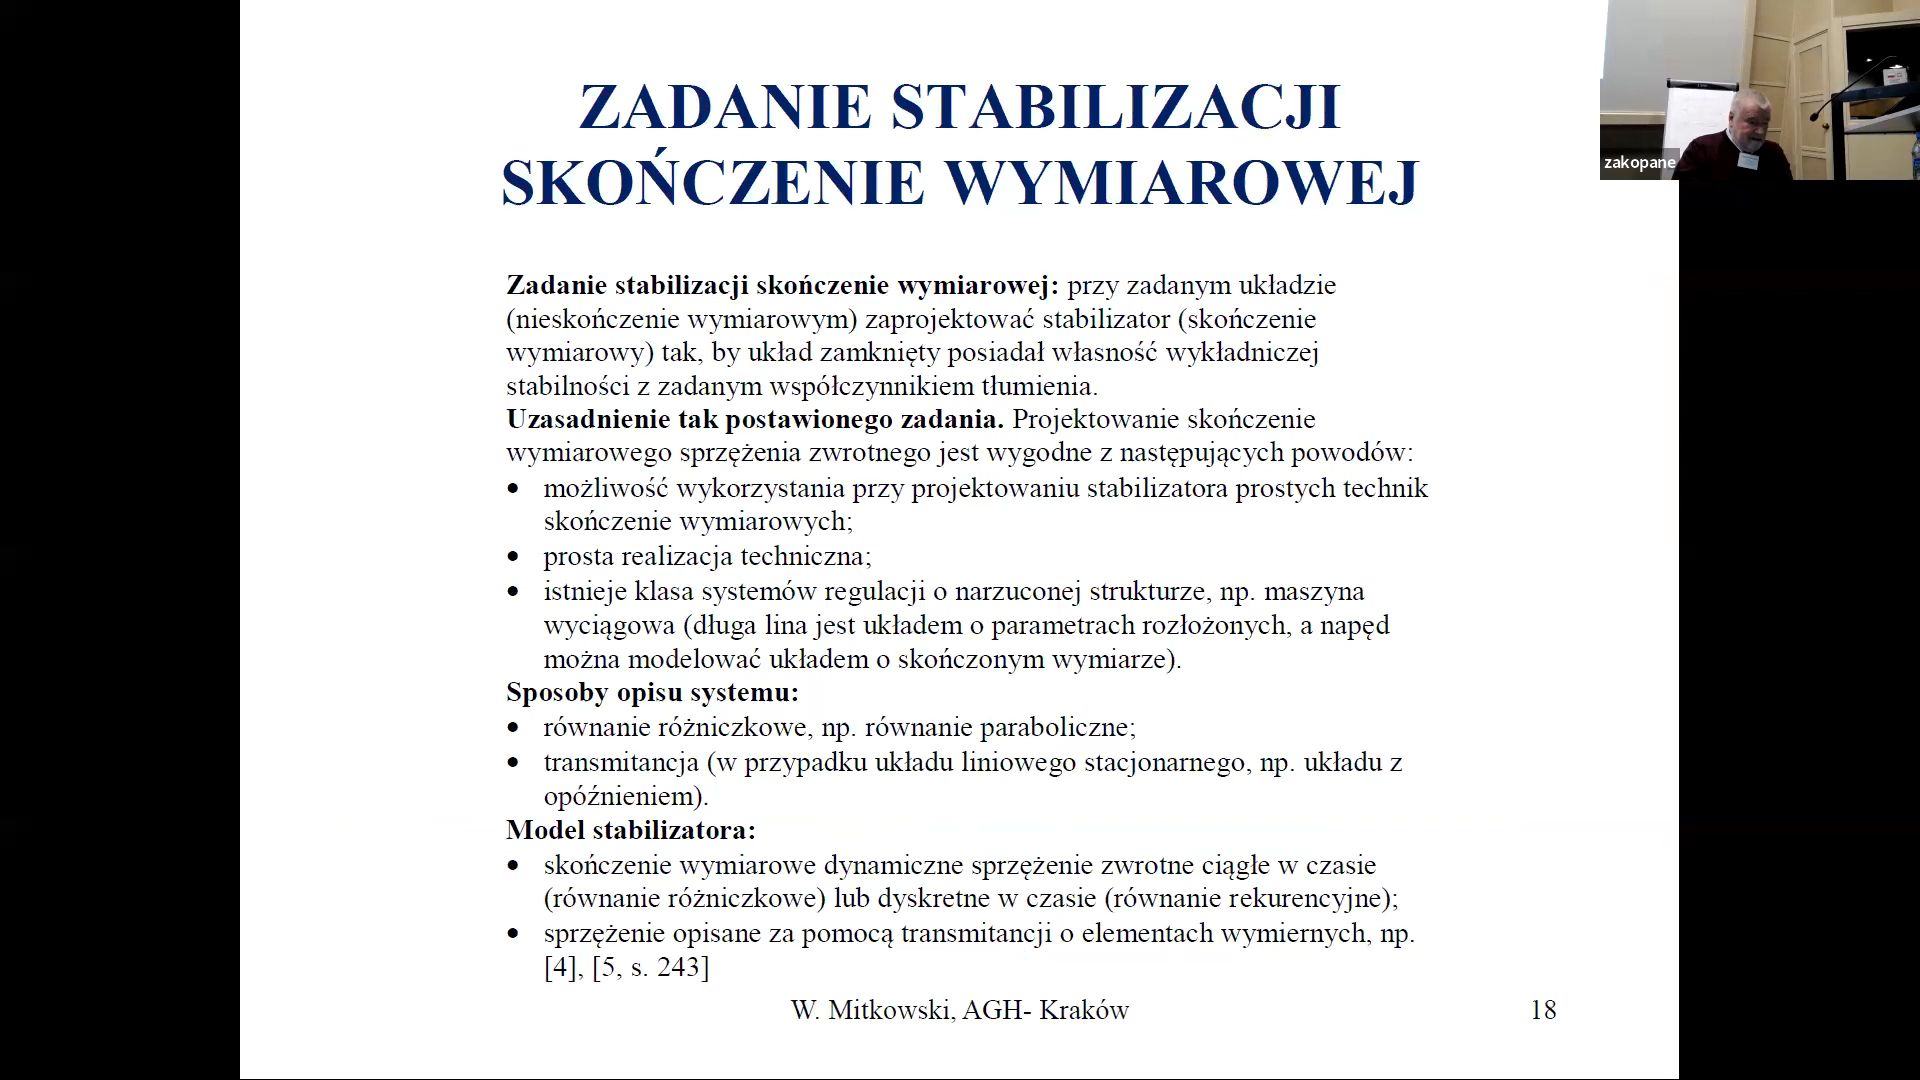 ZADANIE STABILIZACJI
SKOŃCZENIE WYMIAROWEJ
zakopane
Zadanie stabilizacji skończenie wymiarowej: przy zadanym układzie
(nieskończenie wymiarowym) zaprojektować stabilizator (skończenie
wymiarowy) tak, by układ zamknięty posiadał własność wykładniczej
stabilności z zadanym współczynnikiem tłumienia.
Uzasadnienie tak postawionego zadania. Projektowanie skończenie
wymiarowego sprzężenia zwrotnego jest wygodne z następujących powodów:
• możliwość wykorzystania przy projektowaniu stabilizatora prostych technik
skończenie wymiarowych;
• prosta realizacja techniczna;
• istnieje klasa systemów regulacji o narzuconej strukturze, np. maszyna
wyciągowa (długa lina jest układem o parametrach rozłożonych, a napęd
można modelować układem o skończonym wymiarze).
Sposoby opisu systemu:
• równanie różniczkowe, np. równanie paraboliczne;
• transmitancja (w przypadku układu liniowego stacjonarnego, np. układu z
opóźnieniem).
Model stabilizatora:
• skończenie wymiarowe dynamiczne sprzężenie zwrotne ciągłe w czasie
(równanie różniczkowe) lub dyskretne w czasie (równanie rekurencyjne);
• sprzężenie opisane za pomocą transmitancji o elementach wymiernych, np.
[4], [5, s. 243]
W. Mitkowski, AGH- Kraków
18